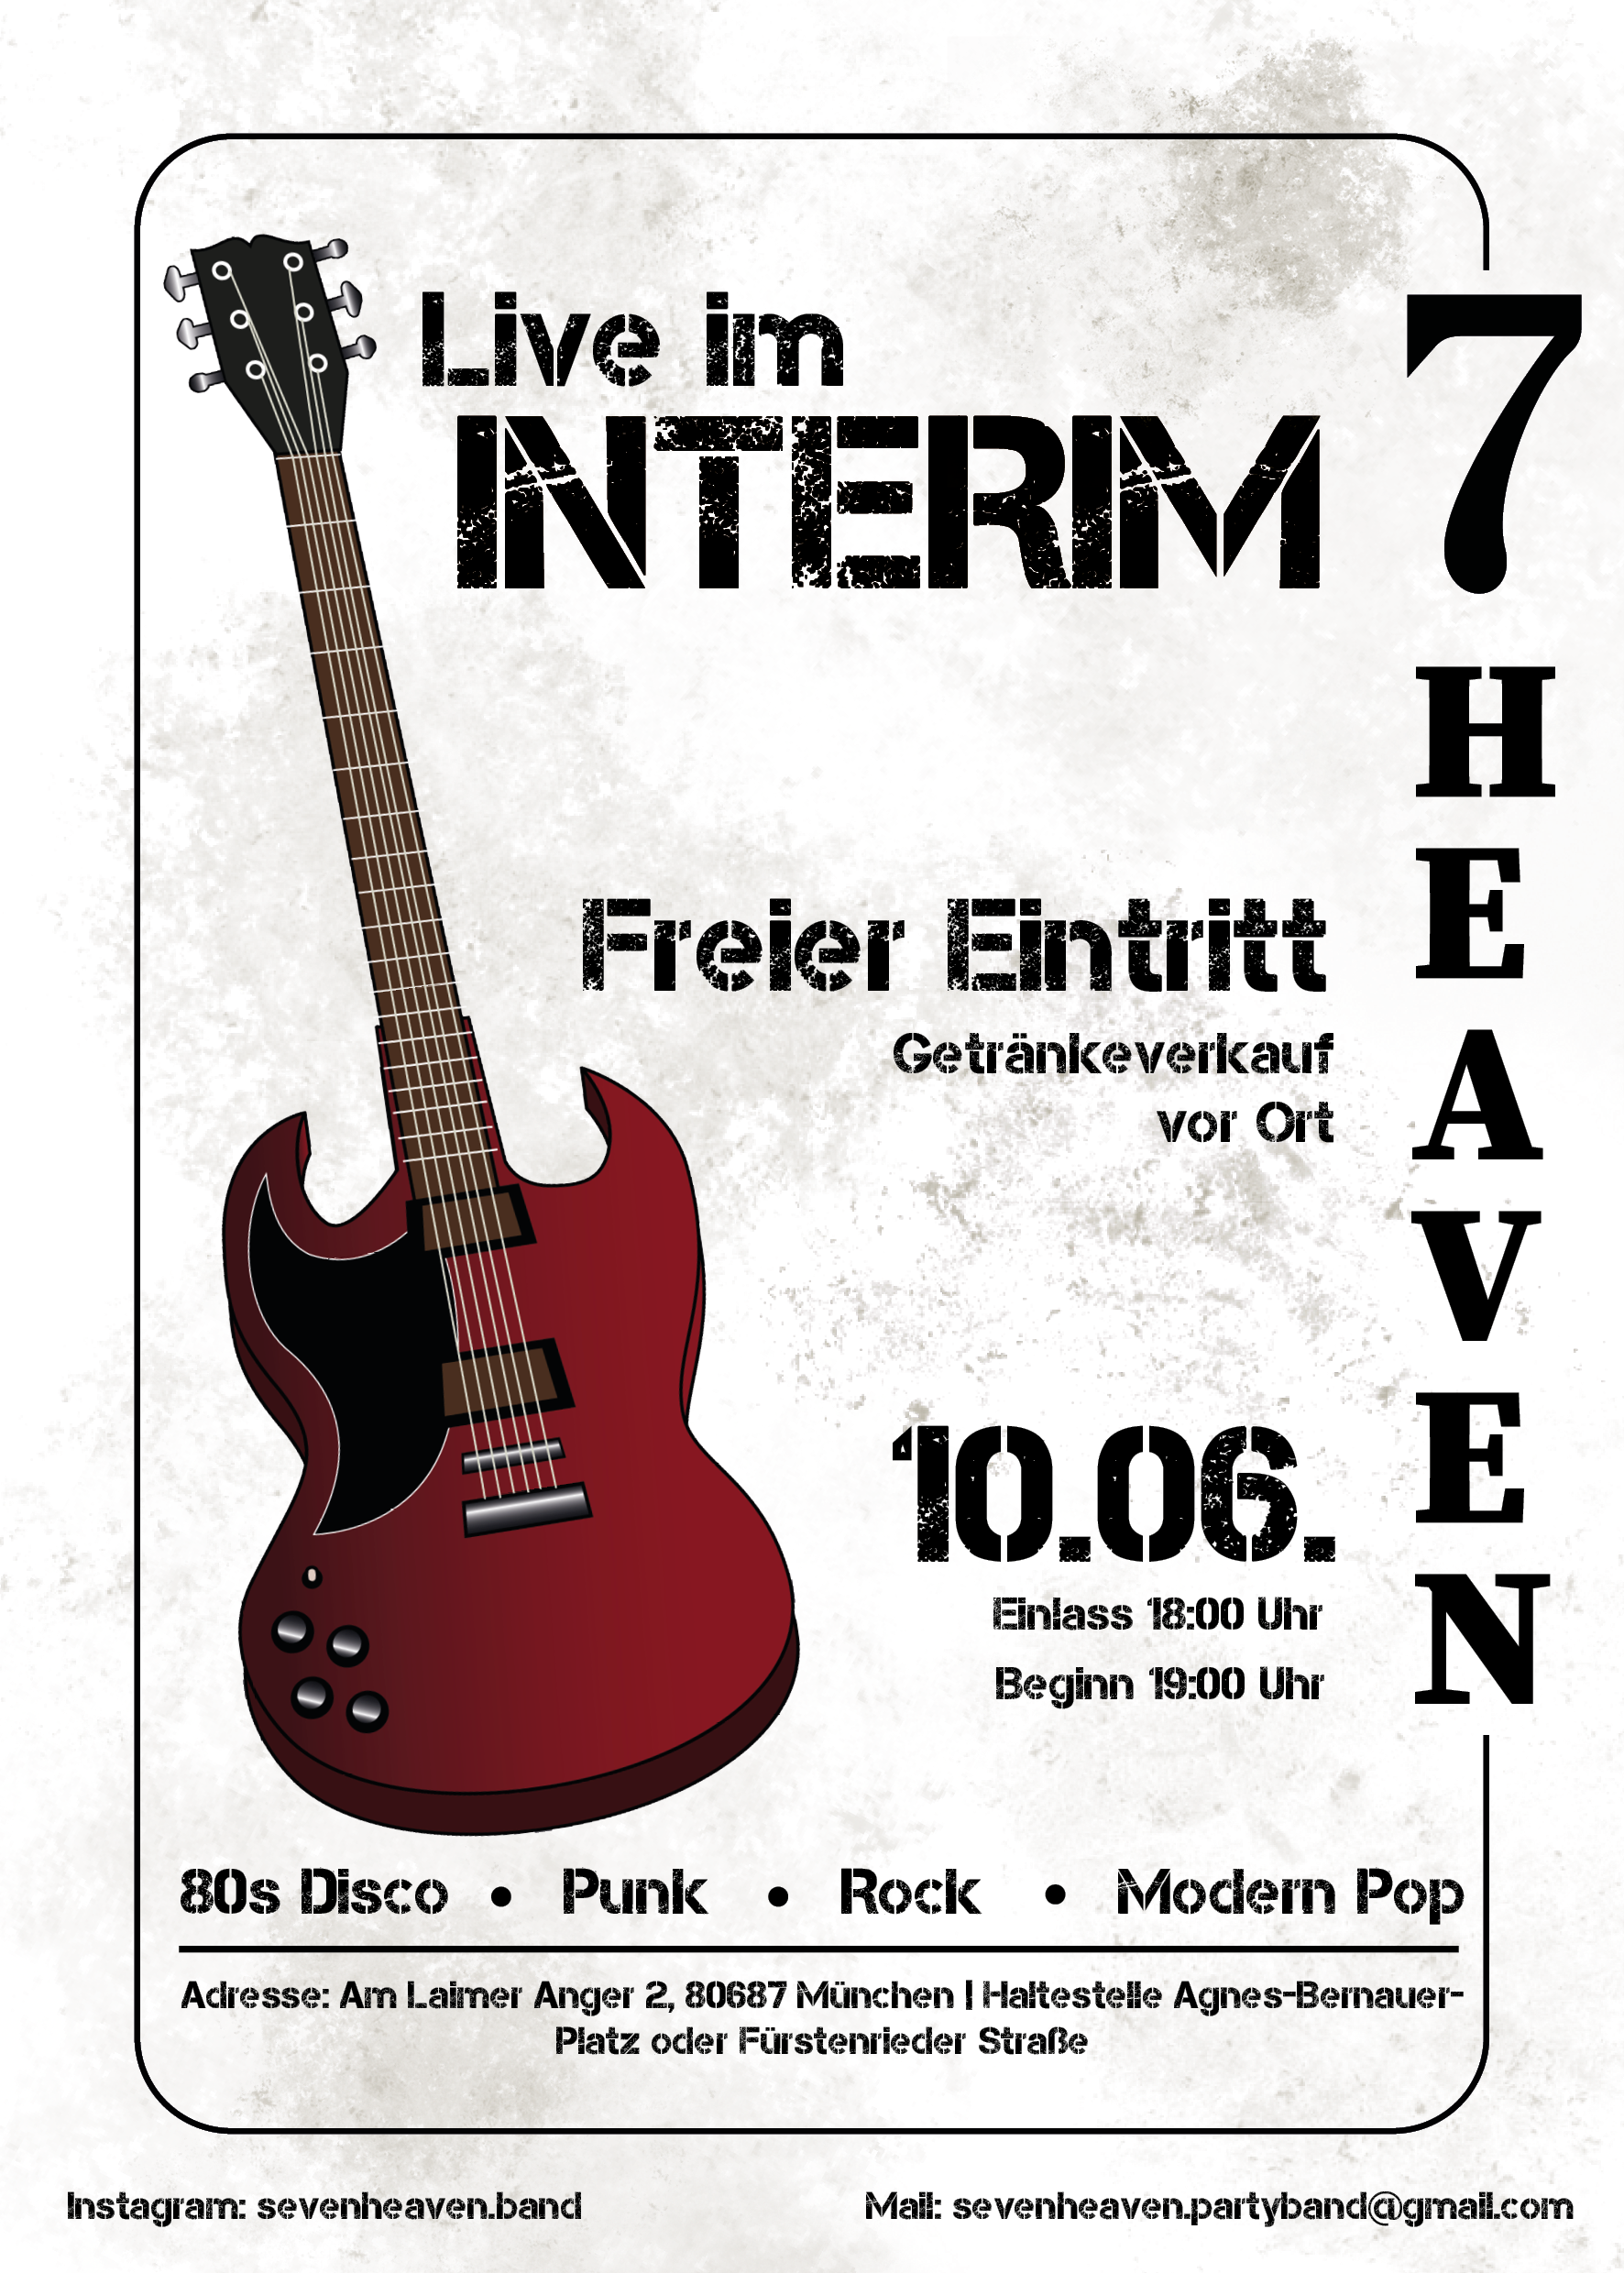 Live im
INTERIM
7
HEAVEN
Freier Eintritt
Getränkeverkauf
vor Ort
10.06.
Einlass 18:00 Uhr
Beginn 19:00 Uhr
80s Disco • Punk • Rock • Modern Pop
Adresse: Am Laimer Anger 2, 80687 München | Haltestelle Agnes-Bernauer-
Platz oder Fürstenrieder Straße
Instagram: sevenheaven.band
Mail: sevenheaven.partyband@gmail.com